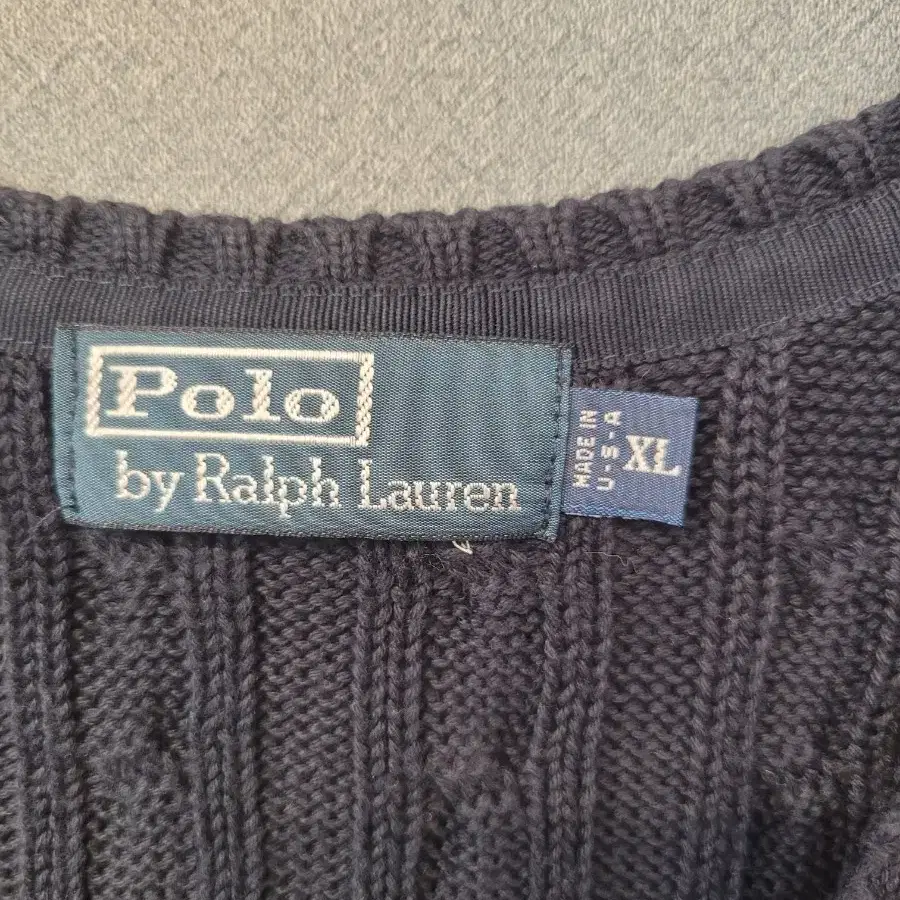 Polo
by Ralph Lauren
MADE IN
U-S-A
XL